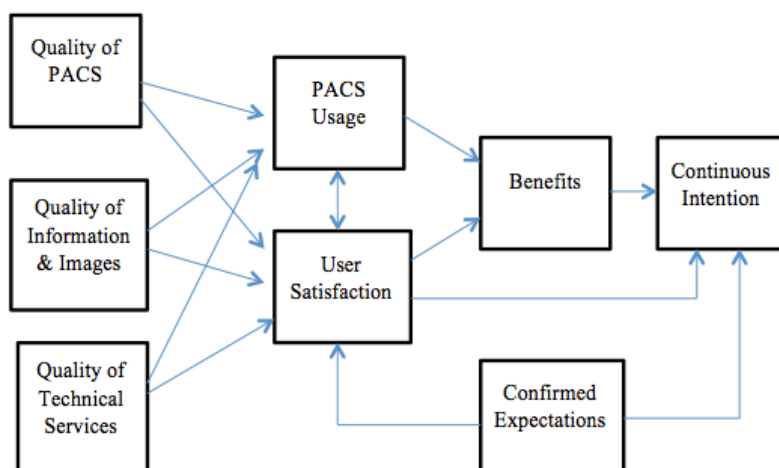 Quality of
PACS
PACS
Usage
Quality of
Information
& Images
User
Satisfaction
Benefits
Continuous
Intention
Quality of
Technical
Services
Confirmed
Expectations